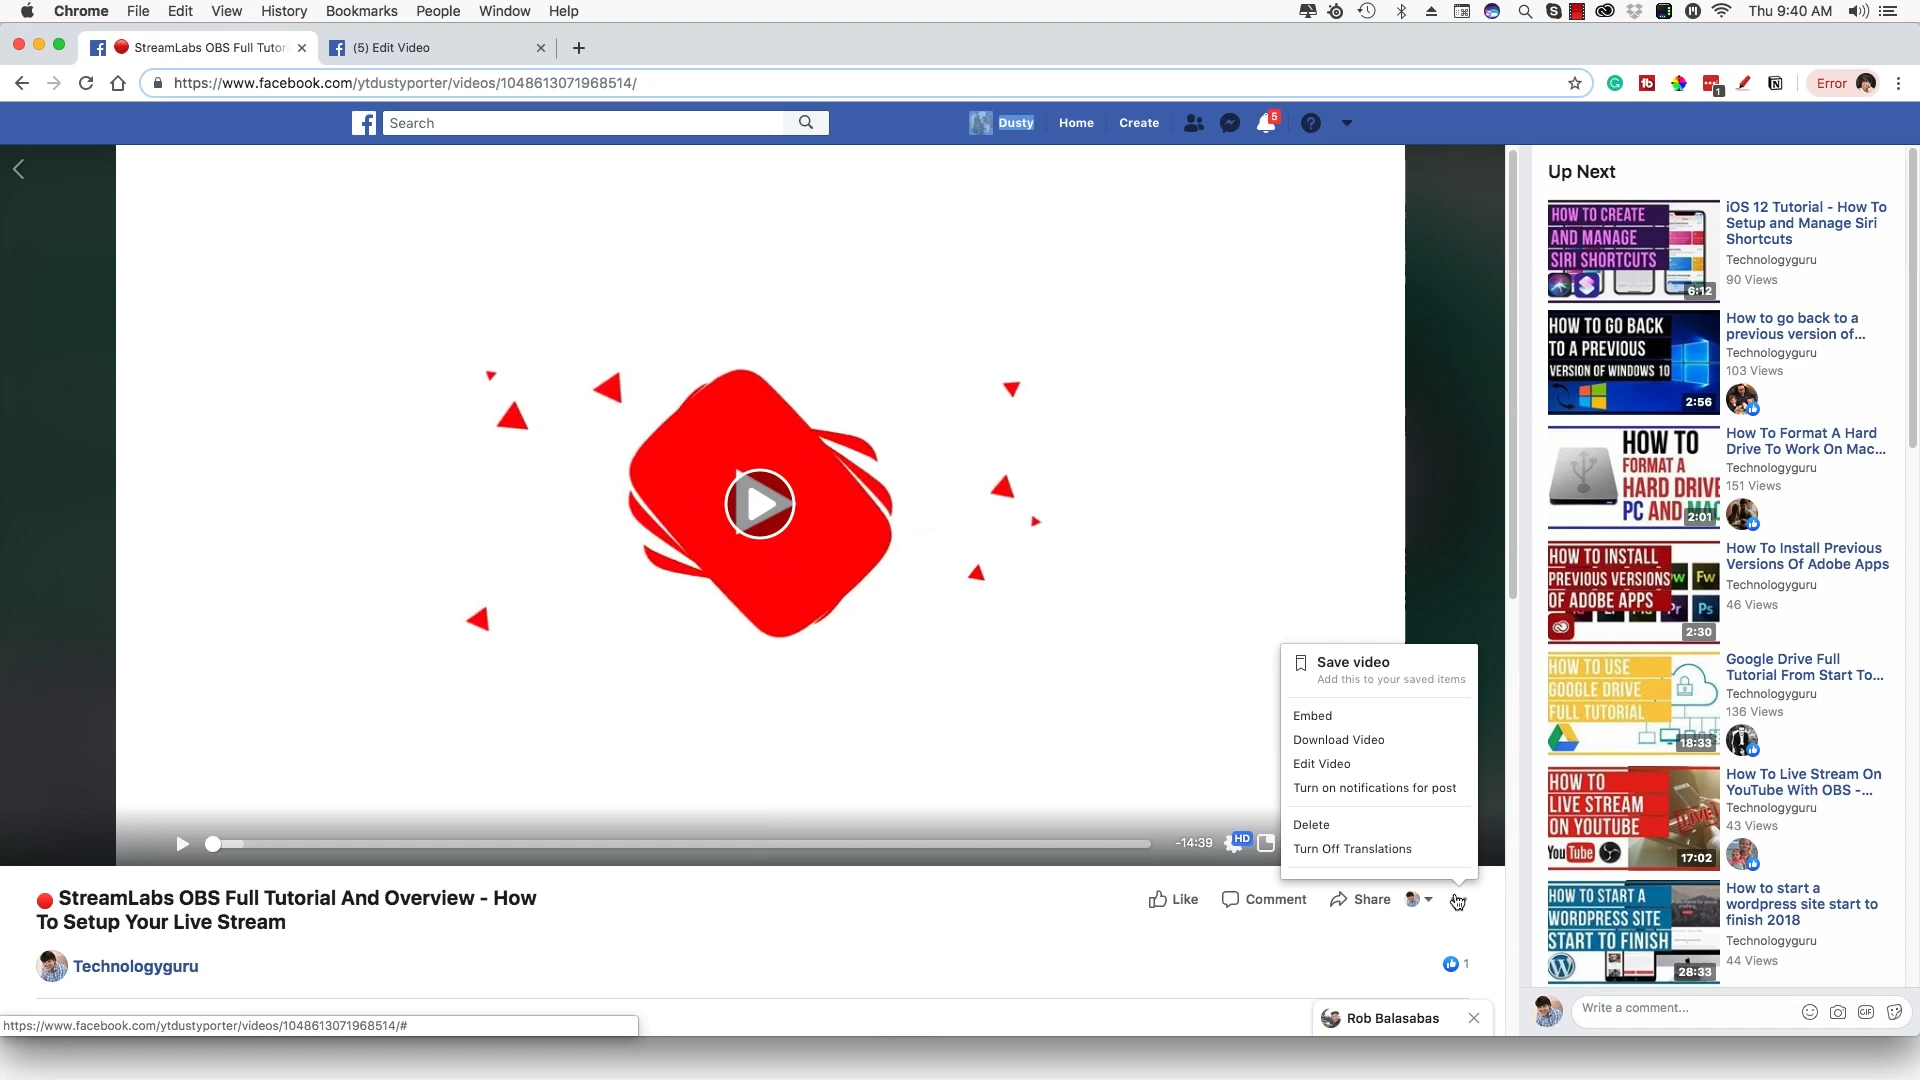 Chrome File Edit View History Bookmarks People Window Help
Thu 9:40 AM
StreamLabs OBS Full Tutor
(5) Edit Video
https://www.facebook.com/ytdustyporter/videos/1048613071968514/
1
Error
Search
Dusty
Home
Create
5
Up Next
HOW TO CREATE
AND MANAGE
SIRI SHORTCUTS
6:12
iOS 12 Tutorial - How To
Setup and Manage Siri
Shortcuts
Technologyguru
90 Views
HOW TO GO BACK
TO A PREVIOUS
VERSION OF WINDOWS 10
2:56
How to go back to a
previous version of...
Technologyguru
103 Views
HOW TO
FORMAT A
HARD DRIVE
PC AND MAC
2:01
How To Format A Hard
Drive To Work On Mac...
Technologyguru
151 Views
HOW TO INSTALL
PREVIOUS VERSIONS
OF ADOBE APPS
Fw
Pr
Ps
2:30
How To Install Previous
Versions Of Adobe Apps
Technologyguru
46 Views
HOW TO USE
GOOGLE DRIVE
FULL TUTORIAL
18:33
Google Drive Full
Tutorial From Start To...
Technologyguru
136 Views
HOW TO
LIVE STREAM
ON YOUTUBE
LIVE
YouTube
17:02
How To Live Stream On
YouTube With OBS -...
Technologyguru
43 Views
HOW TO START A
WORDPRESS SITE
START TO FINISH
28:33
How to start a
wordpress site start to
finish 2018
Technologyguru
44 Views
Save video
Add this to your saved items
Embed
Download Video
Edit Video
Turn on notifications for post
Delete
Turn Off Translations
-14:39
HD
StreamLabs OBS Full Tutorial And Overview - How
To Setup Your Live Stream
Like
Comment
Share
Technologyguru
1
Rob Balasabas
Write a comment...
GIF
https://www.facebook.com/ytdustyporter/videos/1048613071968514/#